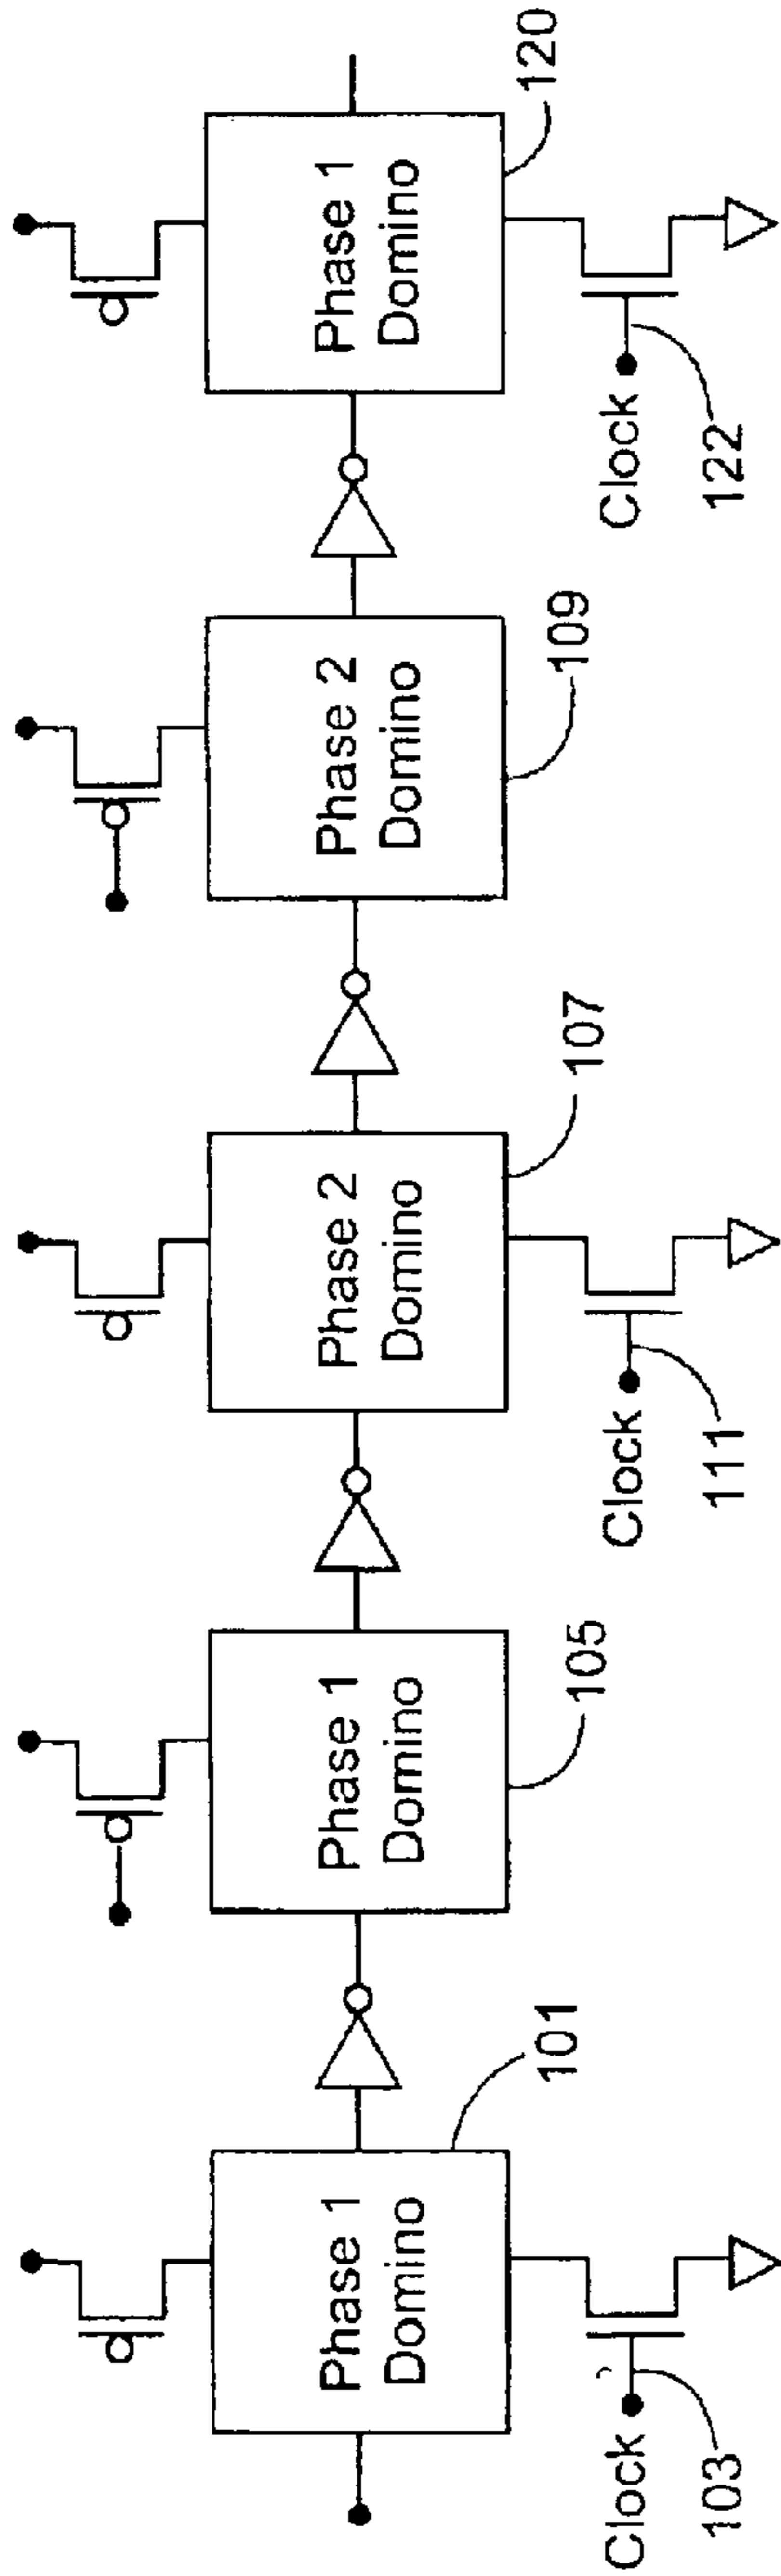 Phase 1
Domino
101
Clock
103
Phase 1
Domino
105
Phase 2
Domino
107
Clock
111
Phase 2
Domino
109
Phase 1
Domino
120
Clock
122